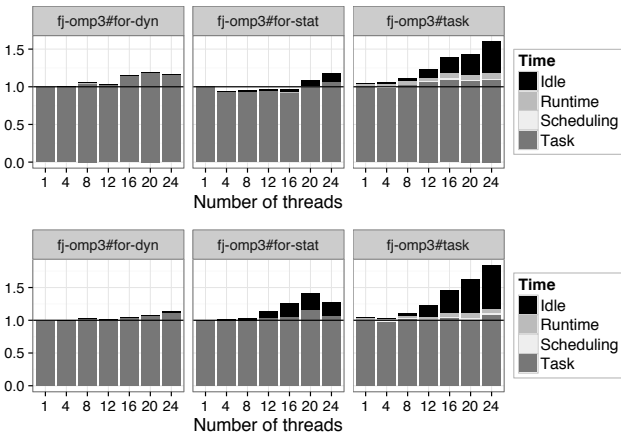 fj-omp3#for-dyn fj-omp3#for-stat fj-omp3#task
1.5
1.0
0.5
0.0
Time
Idle
Runtime
Scheduling
Task
1 4 8 12 16 20 24 1 4 8 12 16 20 24 1 4 8 12 16 20 24
Number of threads
fj-omp3#for-dyn fj-omp3#for-stat fj-omp3#task
1.5
1.0
0.5
0.0
Time
Idle
Runtime
Scheduling
Task
1 4 8 12 16 20 24 1 4 8 12 16 20 24 1 4 8 12 16 20 24
Number of threads